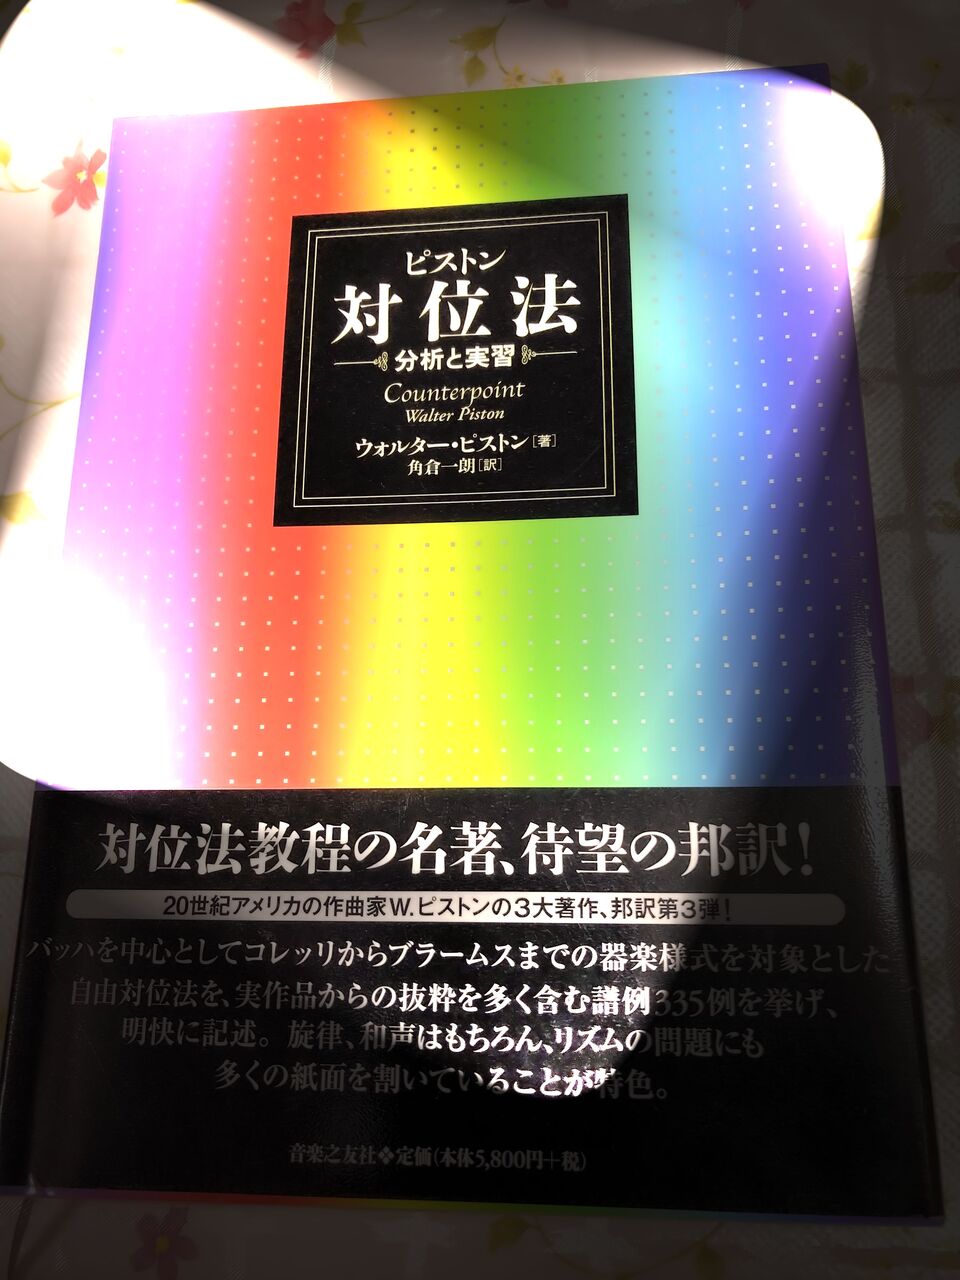 ピストン
対位法
分析と実習
Counterpoint
Walter Piston
ウォルター・ピストン[著]
角倉一朗[訳]
対位法教程の名著、待望の邦訳!
20世紀アメリカの作曲家W.ピストンの3大著作、邦訳第3弾!
バッハを中心としてコレッリからブラームスまでの器楽様式を対象とした
自由対位法を、実作品からの抜粋を多く含む譜例335例を挙げ、
明快に記述。旋律、和声はもちろん、リズムの問題にも
多くの紙面を割いていることが特色。
音楽之友社❖定価(本体5,800円+税)